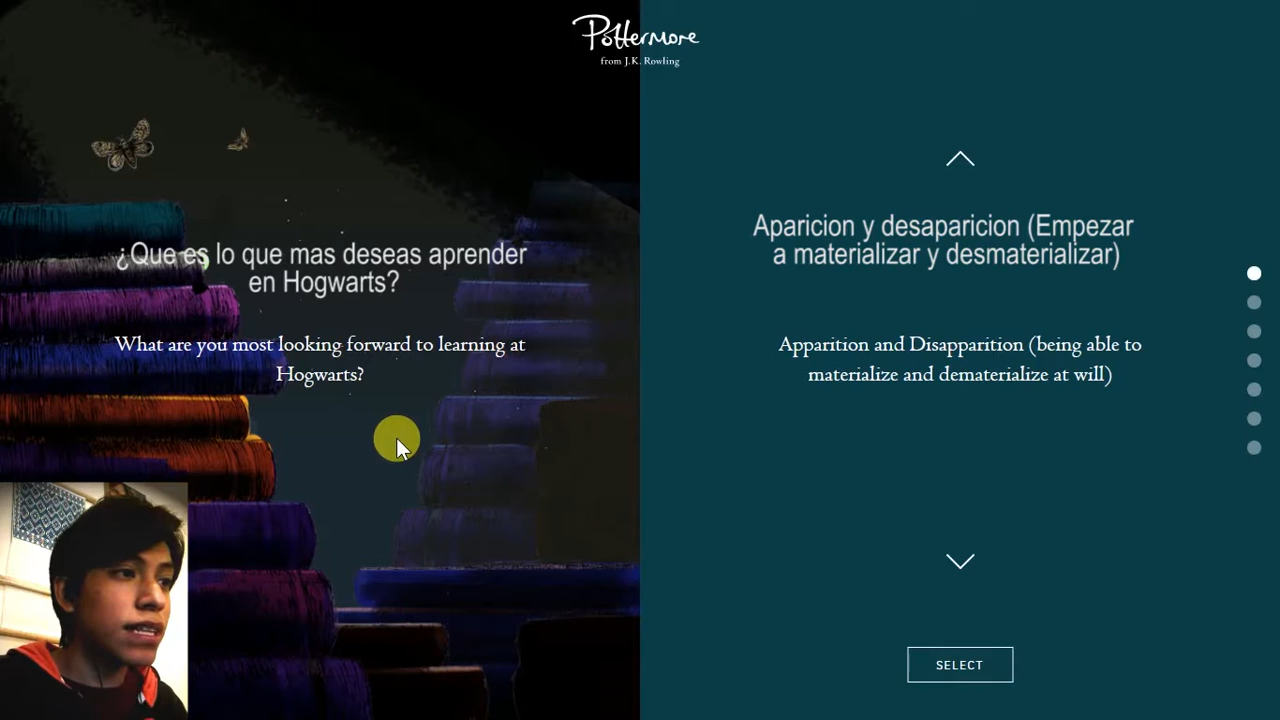 Pottermore
from J.K. Rowling
¿Que es lo que mas deseas aprender
en Hogwarts?
What are you most looking forward to learning at
Hogwarts?
Aparicion y desaparicion (Empezar
a materializar y desmaterializar)
Apparition and Disapparition (being able to
materialize and dematerialize at will)
SELECT